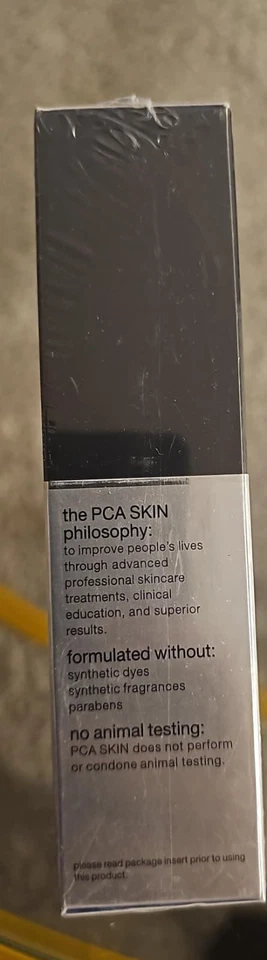 the PCA SKIN
philosophy:
to improve people's lives
through advanced
professional skincare
treatments, clinical
education, and superior
results.
formulated without:
synthetic dyes
synthetic fragrances
parabens
no animal testing:
PCA SKIN does not perform
or condone animal testing.
please read package insert prior to using
this product.